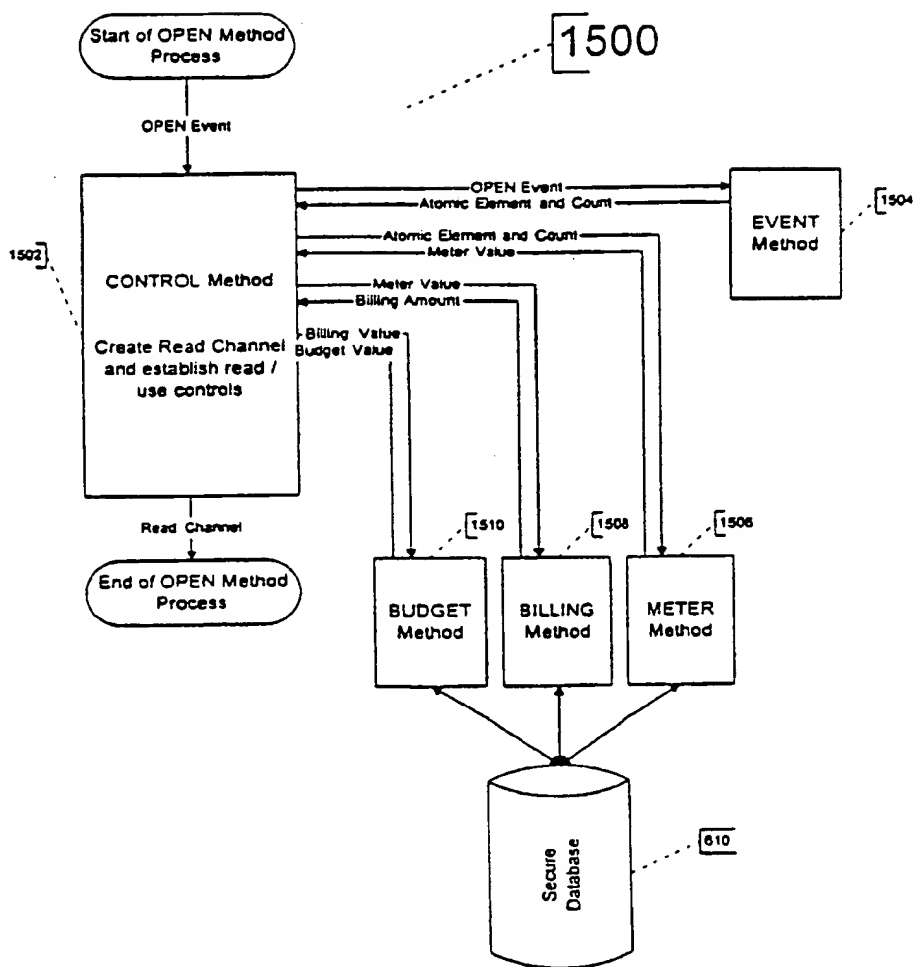 Start of OPEN Method
Process
1500
OPEN Event
OPEN Event
Atomic Element and Count
EVENT
Method
1504
1502
CONTROL Method
Create Read Channel
and establish read /
use controls
Atomic Element and Count
Meter Value
Meter Value
Billing Amount
Billing Value
Budget Value
Read Channel
End of OPEN Method
Process
1510
1508
1506
BUDGET
Method
BILLING
Method
METER
Method
Secure
Database
610